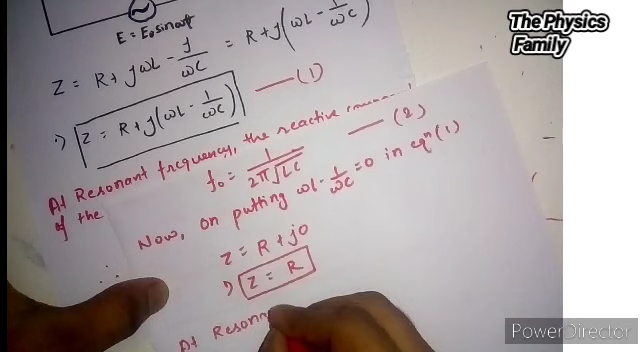 The Physics
Family
E = E₀ sinωt
Z = R + jωL - j/ωC = R + j(ωL - 1/ωC)
⇒ Z = R + j(ωL - 1/ωC) —(1)
At Resonant frequency, the reactive
of the
f₀ = 1/2π√LC —(2)
Now, on putting ωL - 1/ωC = 0 in eqⁿ (1)
∴ Z = R + j0
⇒ Z = R
At Reson
PowerDirector